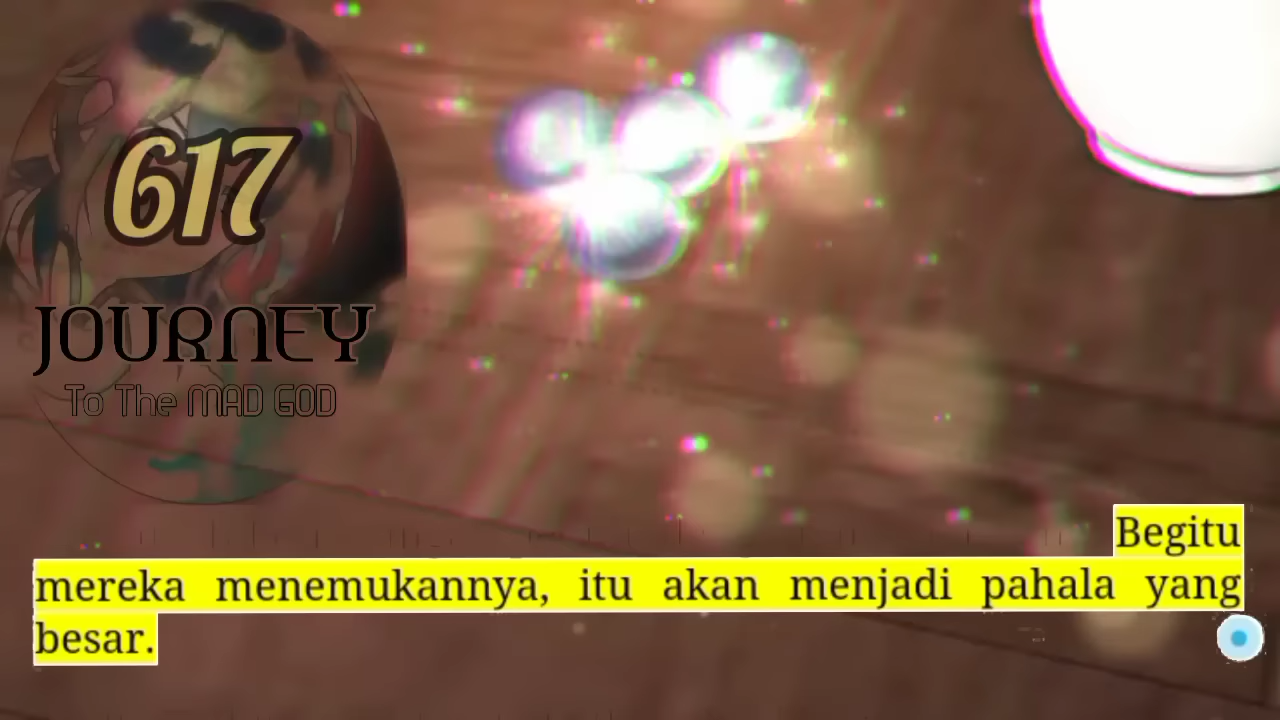 617
JOURNEY
To The MAD GOD
Begitu
mereka menemukannya, itu akan menjadi pahala yang
besar.